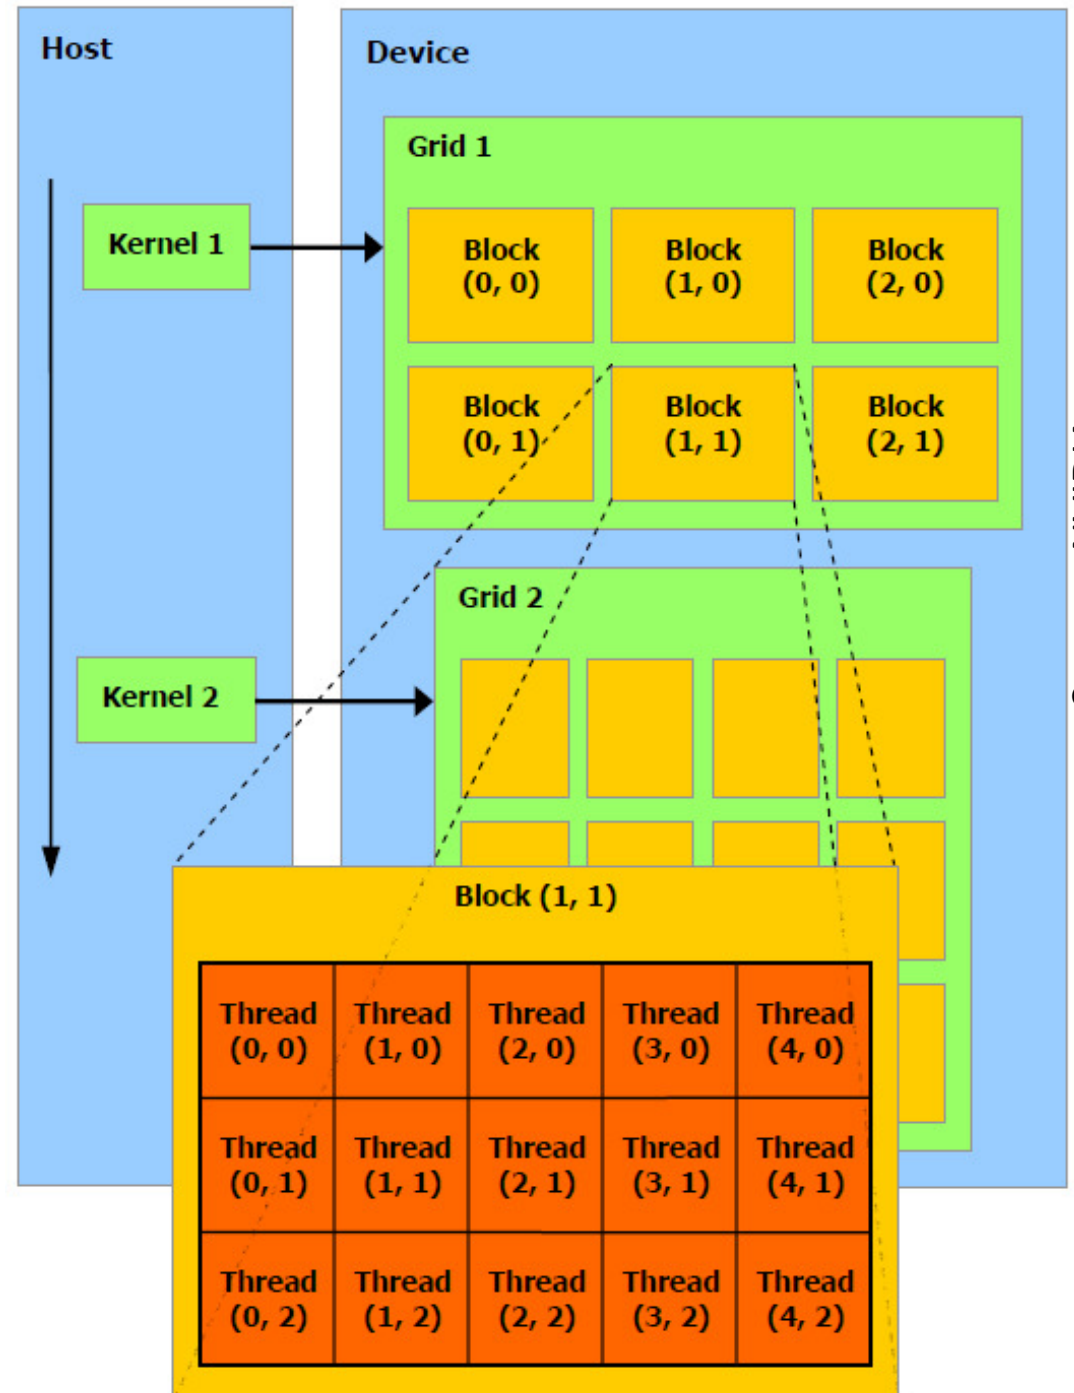 Host
Device
Grid 1
Kernel 1
Block
(0, 0)
Block
(1, 0)
Block
(2, 0)
Block
(0, 1)
Block
(1, 1)
Block
(2, 1)
Grid 2
Kernel 2
Block (1, 1)
Thread
(0, 0)
Thread
(1, 0)
Thread
(2, 0)
Thread
(3, 0)
Thread
(4, 0)
Thread
(0, 1)
Thread
(1, 1)
Thread
(2, 1)
Thread
(3, 1)
Thread
(4, 1)
Thread
(0, 2)
Thread
(1, 2)
Thread
(2, 2)
Thread
(3, 2)
Thread
(4, 2)